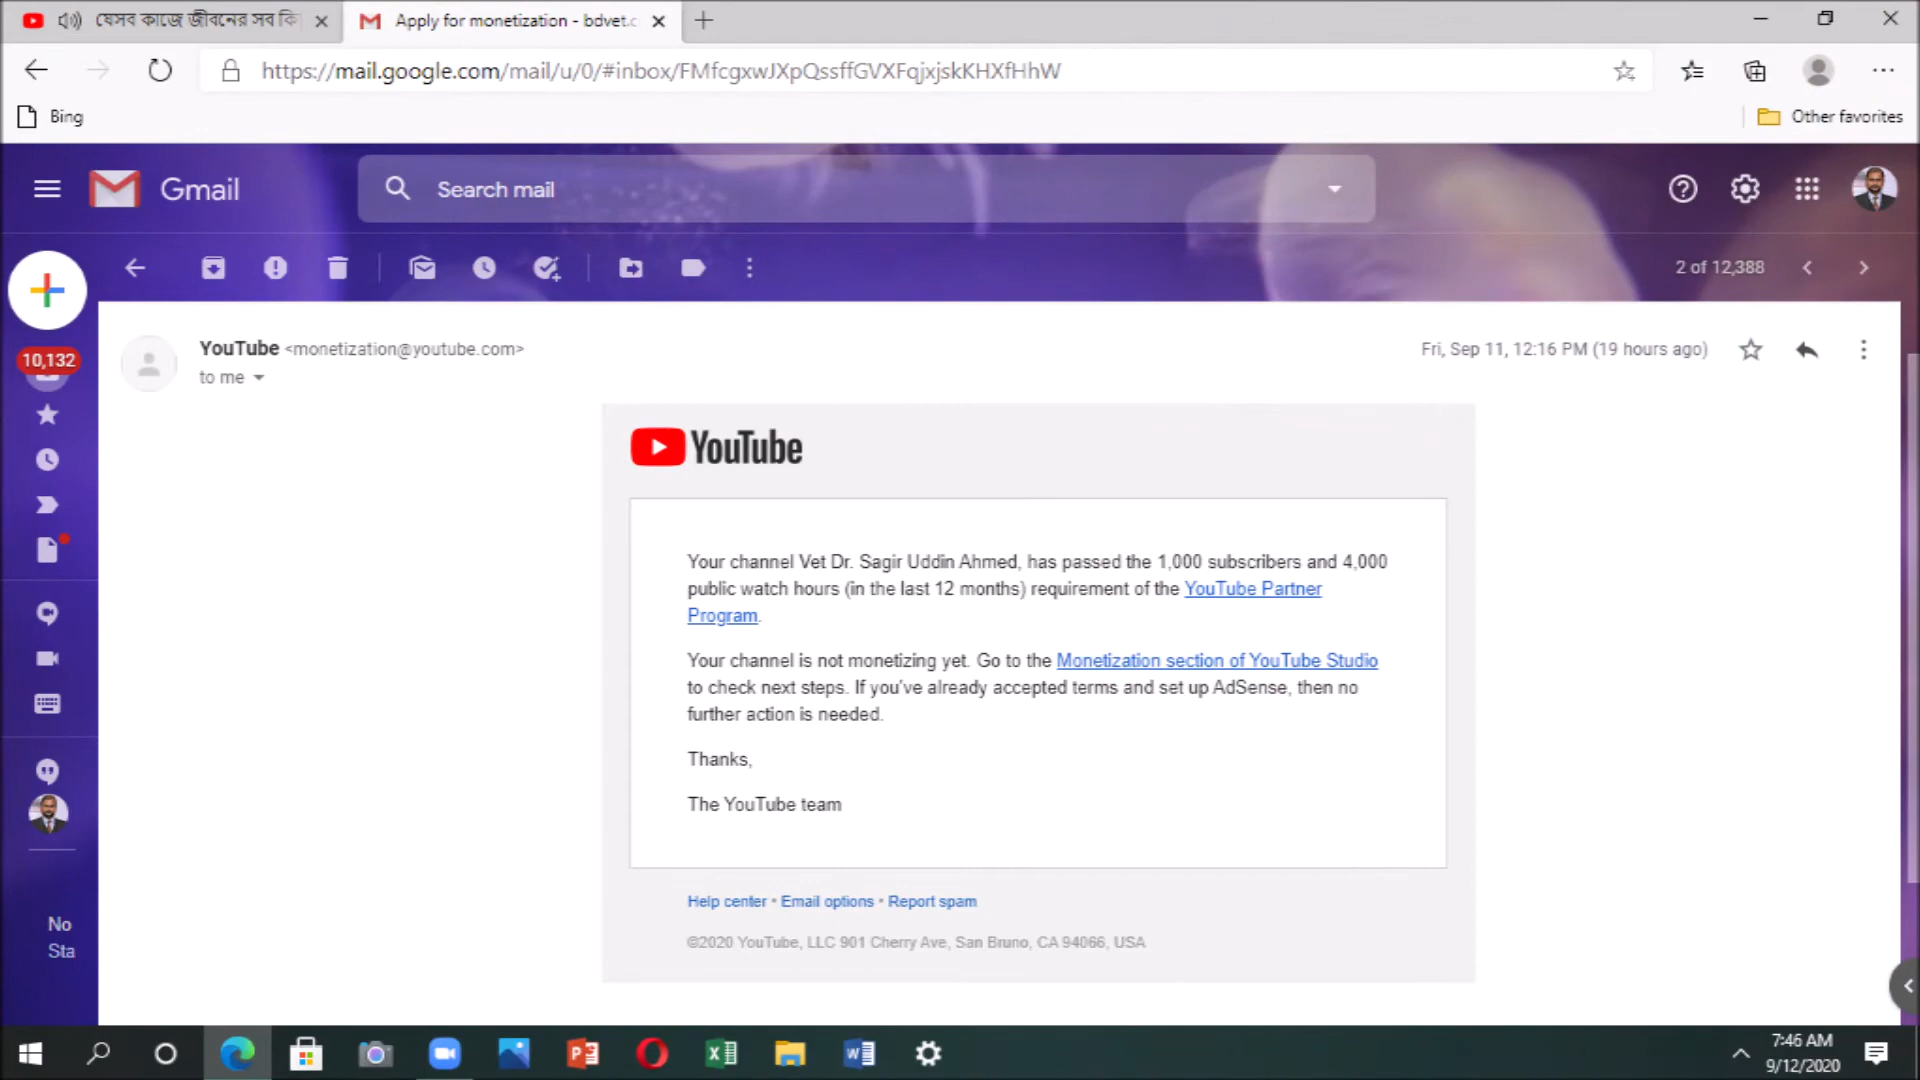 যেসব কাজে জীবনের সব কি
Apply for monetization - bdvet.c
https://mail.google.com/mail/u/0/#inbox/FMfcgxwJXpQssffGVXFqjxjskKHXfHhW
Bing
Other favorites
Gmail
Search mail
2 of 12,388
10,132
YouTube <monetization@youtube.com>
Fri, Sep 11, 12:16 PM (19 hours ago)
to me
YouTube
Your channel Vet Dr. Sagir Uddin Ahmed, has passed the 1,000 subscribers and 4,000
public watch hours (in the last 12 months) requirement of the YouTube Partner
Program.
Your channel is not monetizing yet. Go to the Monetization section of YouTube Studio
to check next steps. If you've already accepted terms and set up AdSense, then no
further action is needed.
Thanks,
The YouTube team
Help center • Email options • Report spam
©2020 YouTube, LLC 901 Cherry Ave, San Bruno, CA 94066, USA
No
Sta
7:46 AM
9/12/2020